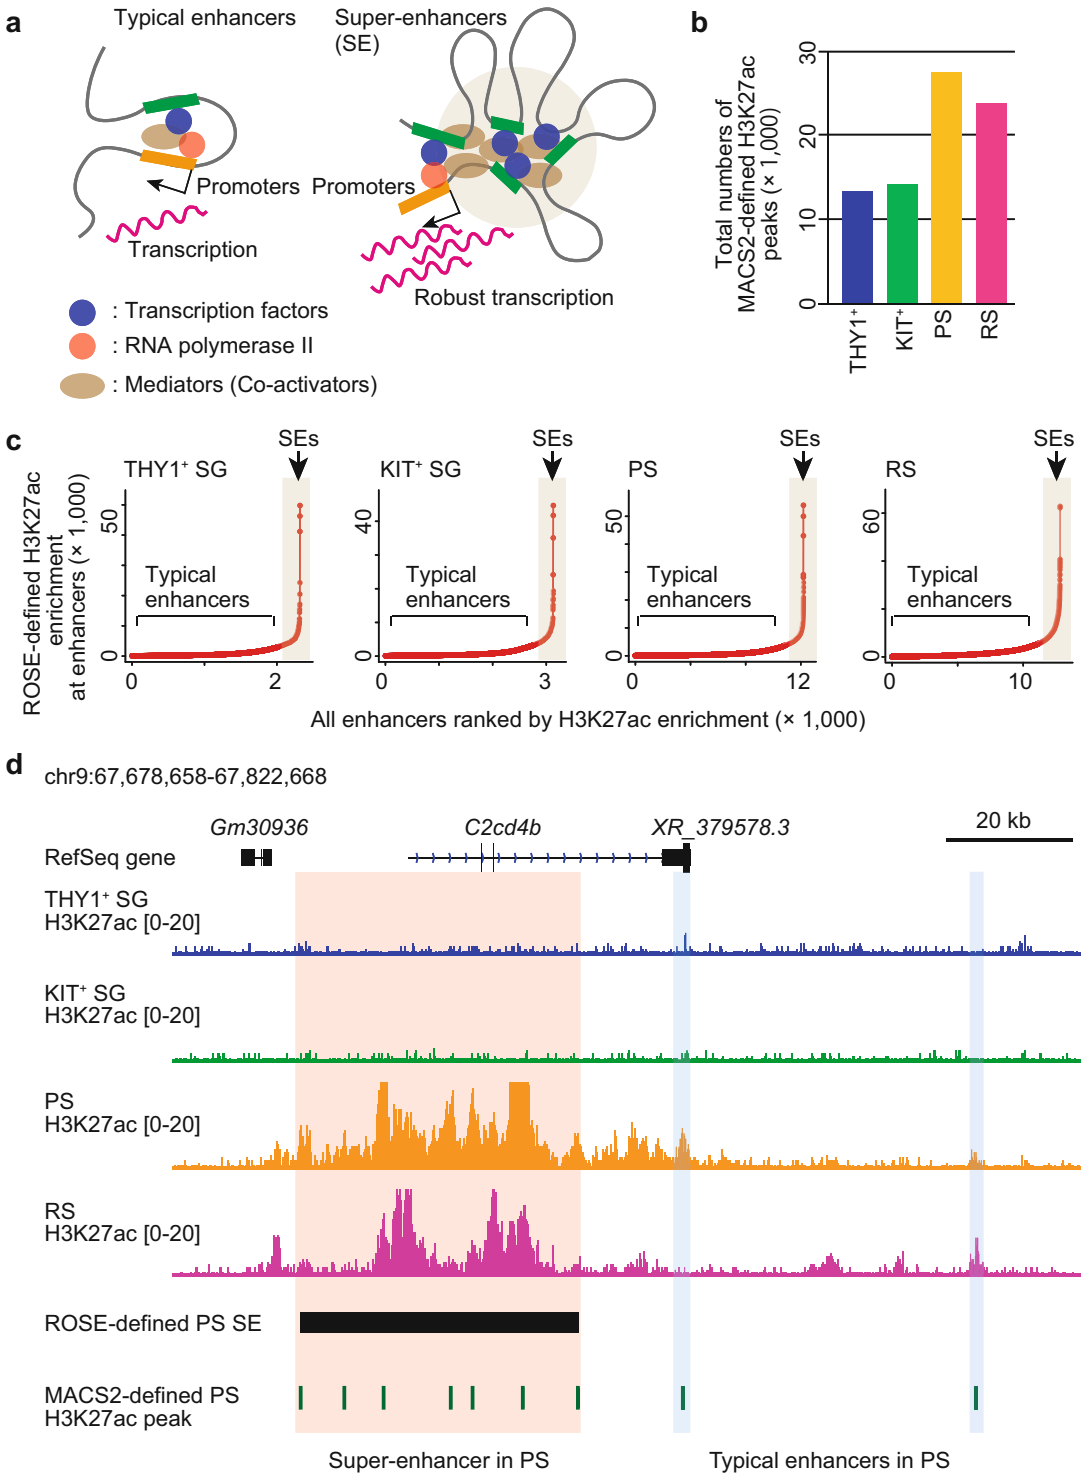 a
Typical enhancers
Super-enhancers
(SE)
Promoters
Promoters
Transcription
Robust transcription
: Transcription factors
: RNA polymerase II
: Mediators (Co-activators)
b
Total numbers of
MACS2-defined H3K27ac
peaks (× 1,000)
30
20
10
0
THY1⁺
KIT⁺
PS
RS
c
ROSE-defined H3K27ac
enrichment
at enhancers (× 1,000)
THY1⁺ SG
SEs
50
0
Typical
enhancers
0
2
KIT⁺ SG
SEs
40
0
Typical
enhancers
0
3
PS
SEs
50
0
Typical
enhancers
0
12
RS
SEs
60
0
Typical
enhancers
0
10
All enhancers ranked by H3K27ac enrichment (× 1,000)
d
chr9:67,678,658-67,822,668
Gm30936
C2cd4b
XR_379578.3
20 kb
RefSeq gene
THY1⁺ SG
H3K27ac [0-20]
KIT⁺ SG
H3K27ac [0-20]
PS
H3K27ac [0-20]
RS
H3K27ac [0-20]
ROSE-defined PS SE
MACS2-defined PS
H3K27ac peak
Super-enhancer in PS
Typical enhancers in PS